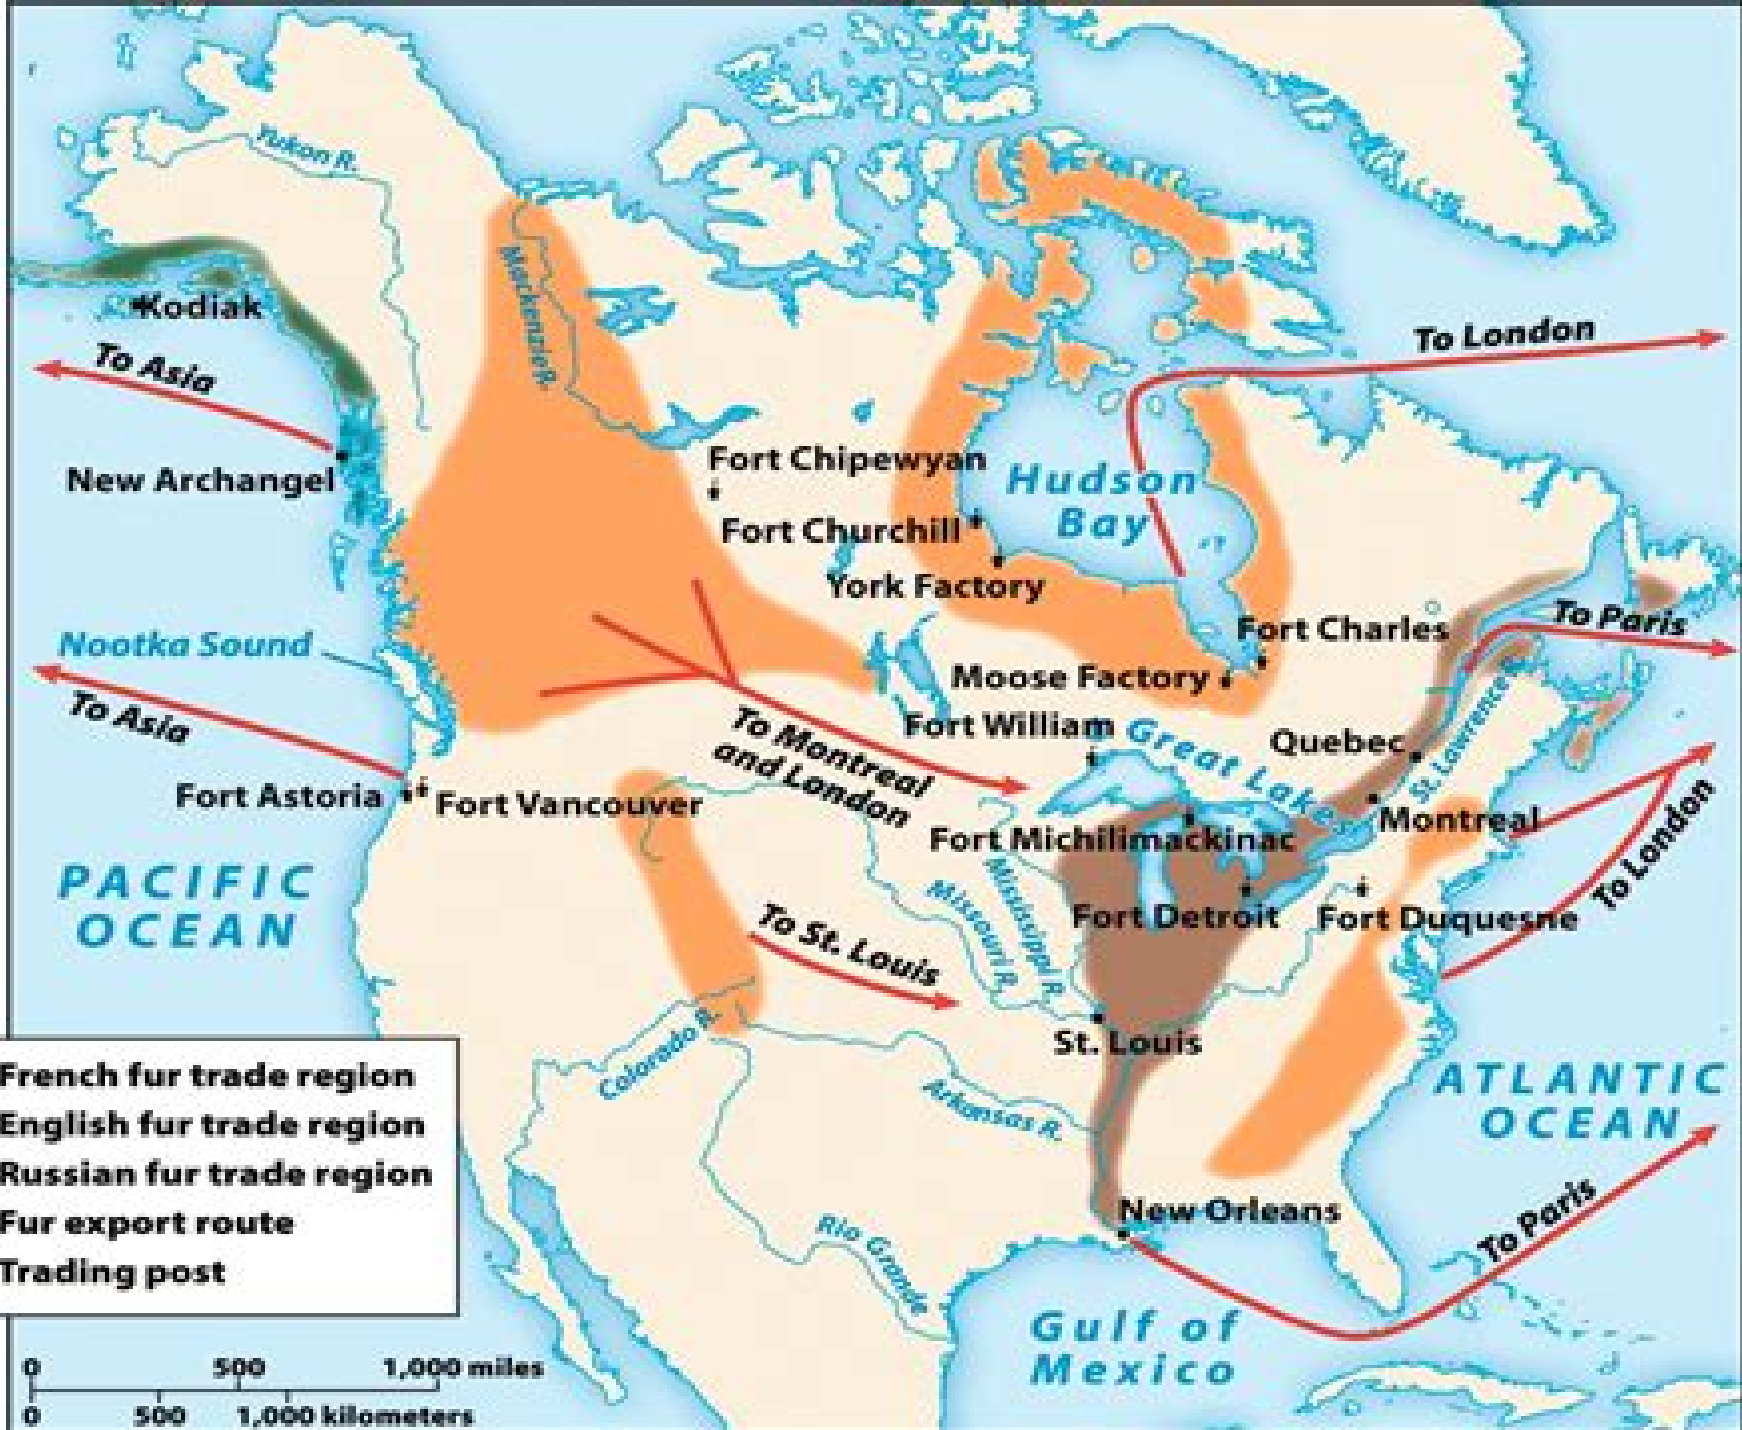 Yukon R.
Mackenzie R.
Kodiak
To Asia
To London
New Archangel
Fort Chipewyan
Hudson
Bay
Fort Churchill
York Factory
Nootka Sound
Fort Charles
To Paris
Moose Factory
To Asia
To Montreal
and London
Fort William
Great Lakes
Quebec
St. Lawrence
Fort Astoria
Fort Vancouver
Fort Michilimackinac
Montreal
To London
PACIFIC
OCEAN
Missouri R.
Mississippi R.
Fort Detroit
Fort Duquesne
To St. Louis
Colorado R.
St. Louis
Arkansas R.
ATLANTIC
OCEAN
New Orleans
Rio Grande
To Paris
Gulf of
Mexico
French fur trade region
English fur trade region
Russian fur trade region
Fur export route
Trading post
0 500 1,000 miles
0 500 1,000 kilometers